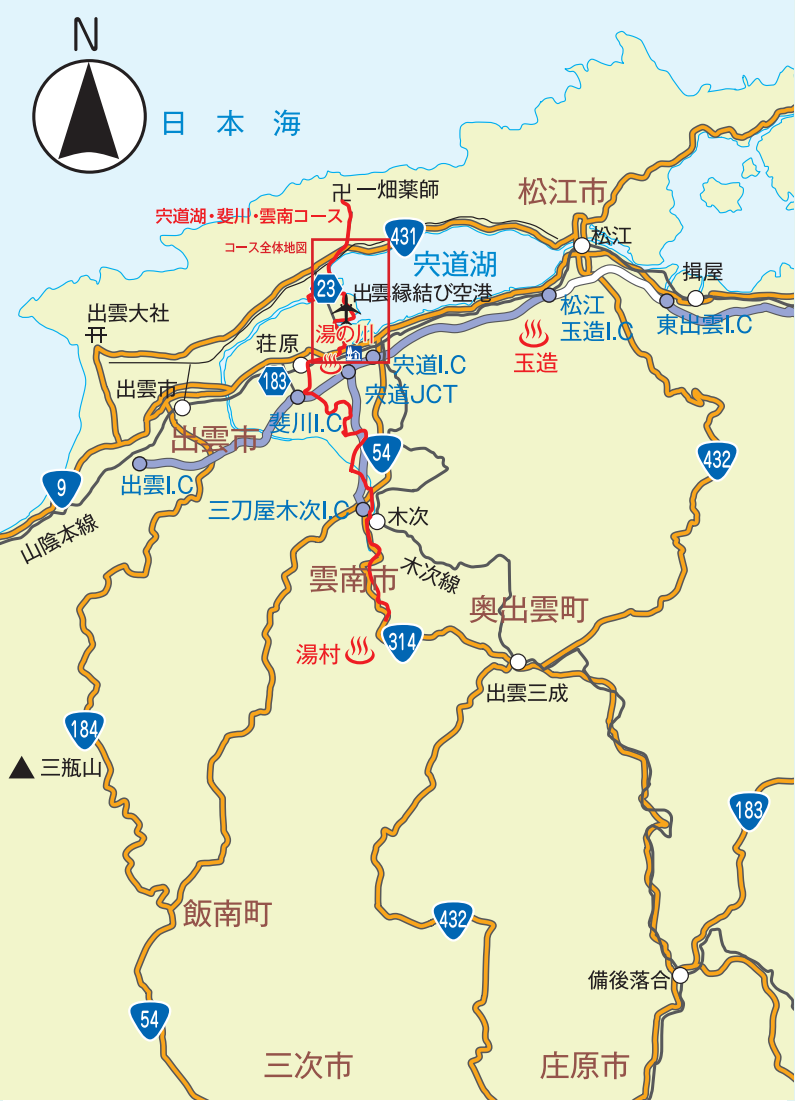 N
日本海
一畑薬師
松江市
宍道湖・斐川・雲南コース
431
松江
コース全体地図
宍道湖
揖屋
23
出雲縁結び空港
出雲大社
松江
玉造I.C
東出雲I.C
湯の川
玉造
荘原
宍道I.C
183
宍道JCT
出雲市
斐川I.C
出雲市
54
432
出雲I.C
9
三刀屋木次I.C
木次
山陰本線
木次線
雲南市
奥出雲町
314
湯村
出雲三成
184
三瓶山
183
飯南町
432
備後落合
54
三次市
庄原市